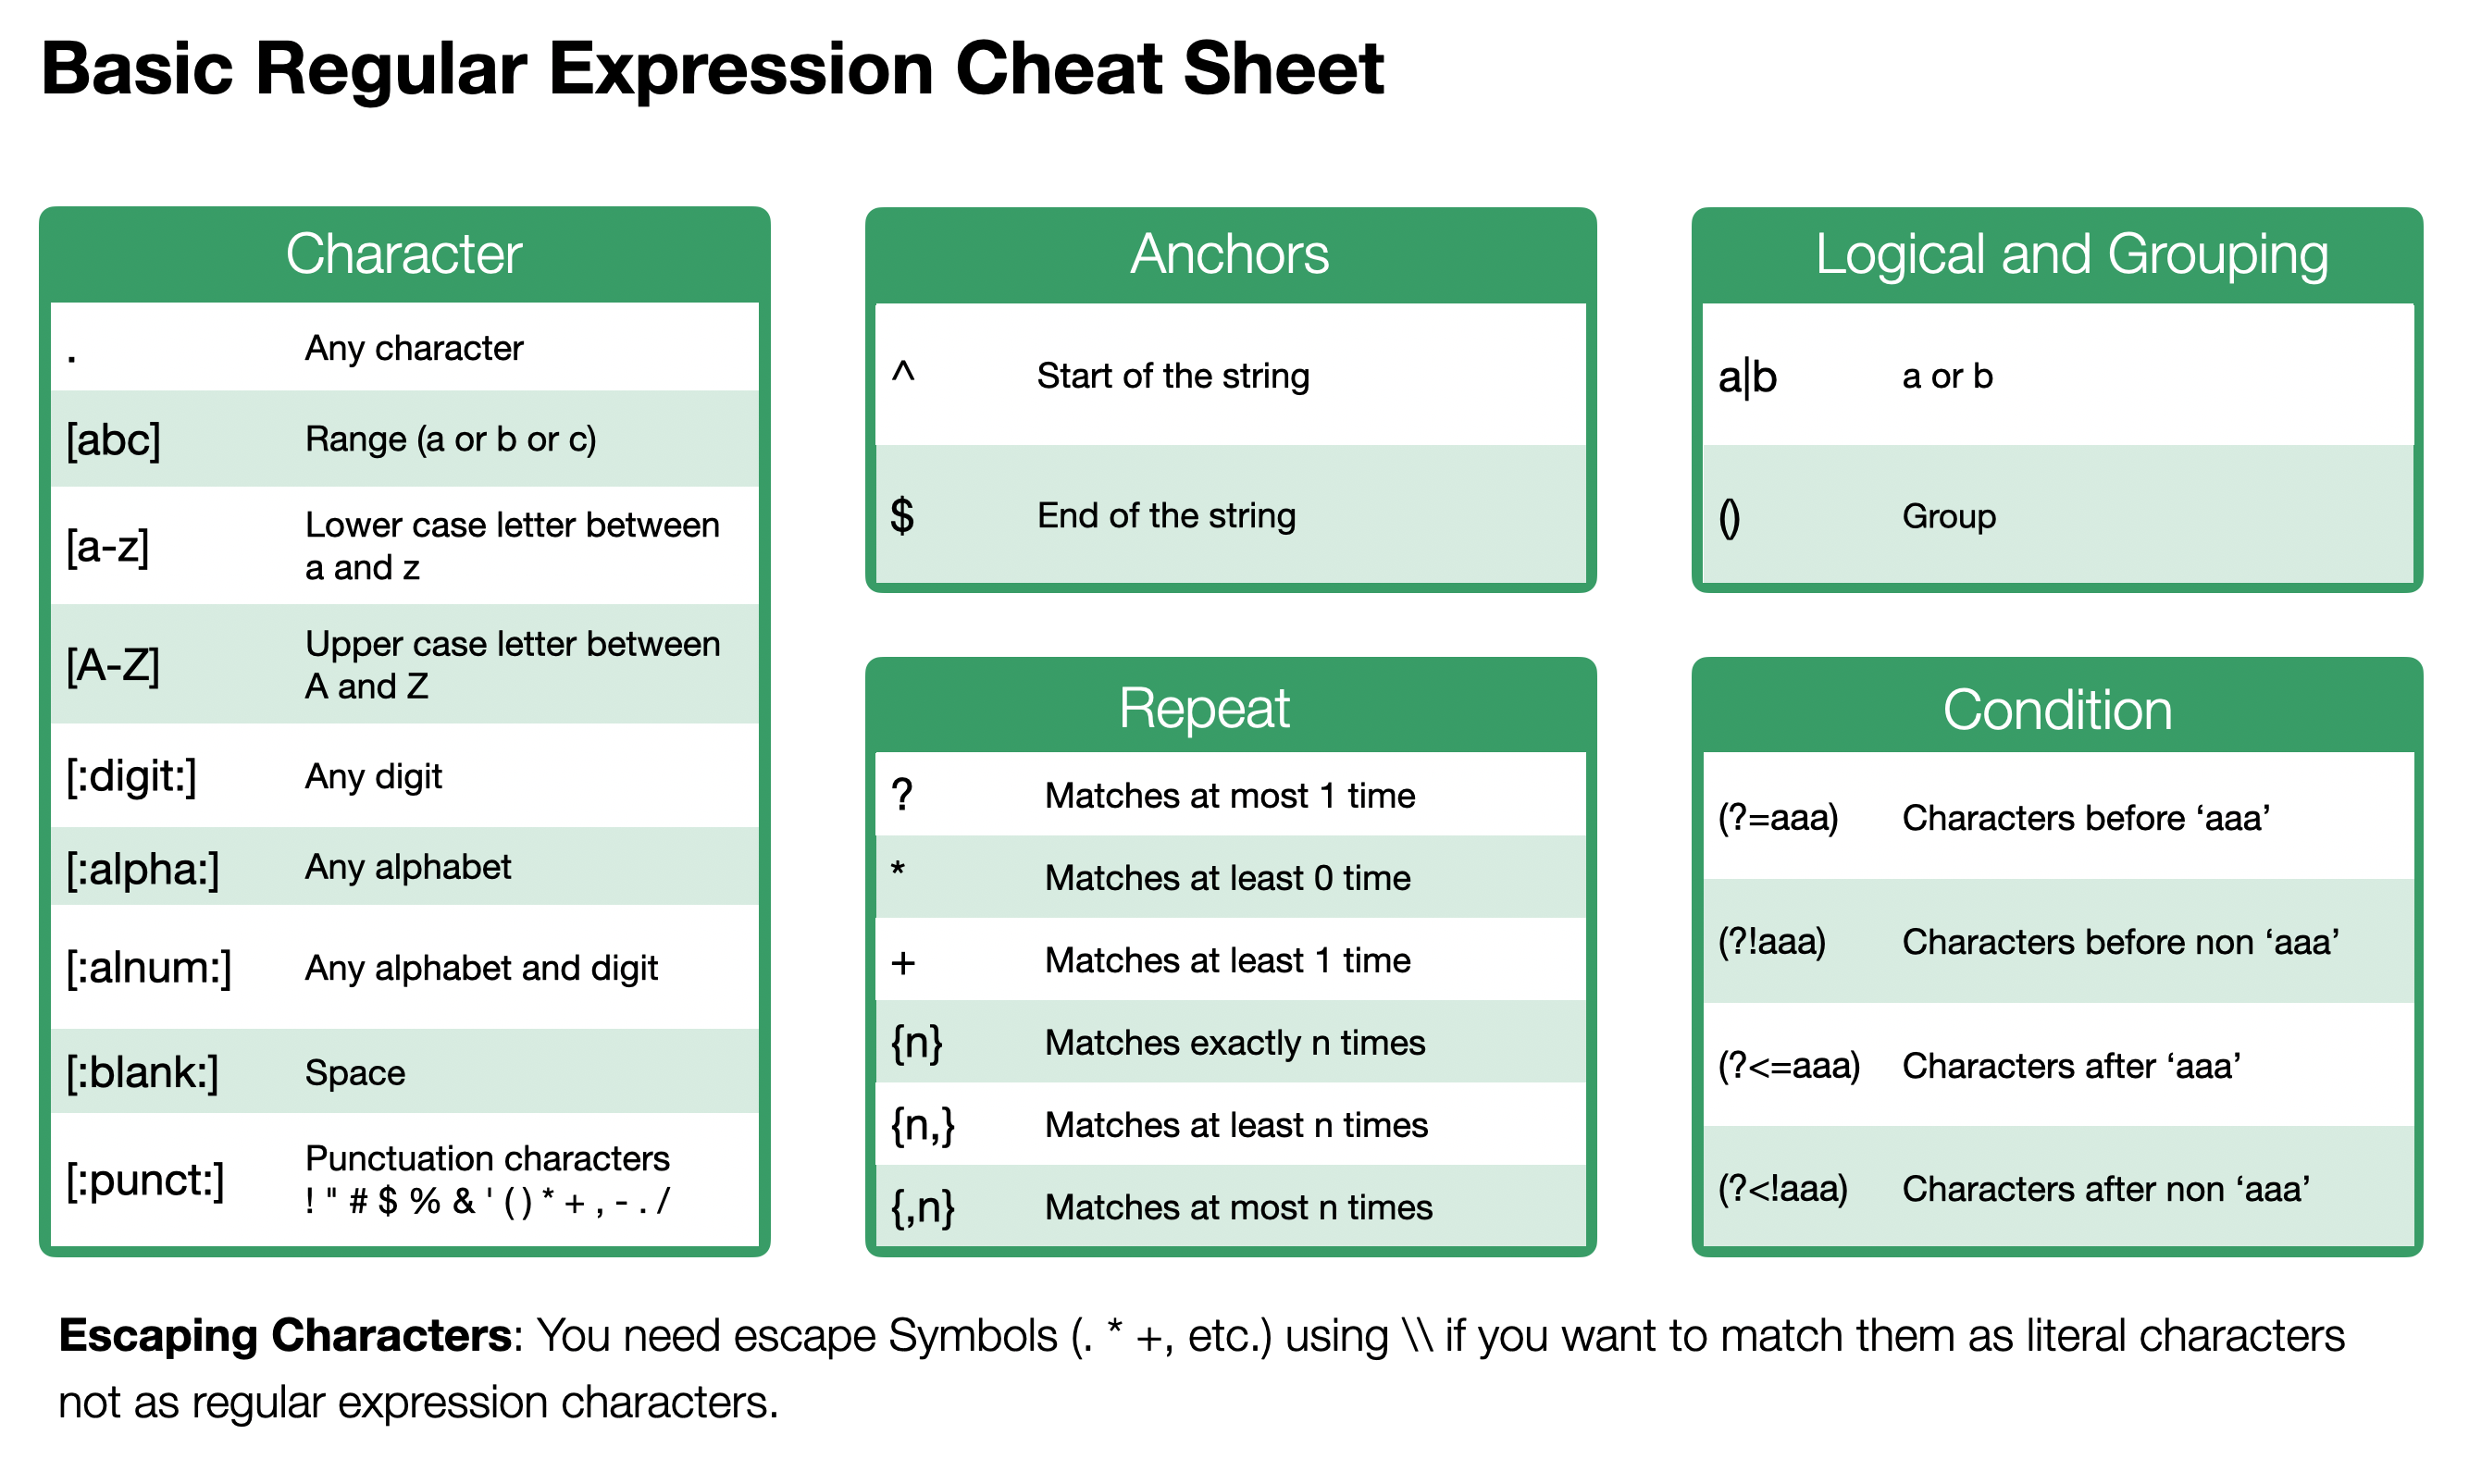 Basic Regular Expression Cheat Sheet
Character
. Any character
[abc] Range (a or b or c)
[a-z] Lower case letter between
a and z
[A-Z] Upper case letter between
A and Z
[:digit:] Any digit
[:alpha:] Any alphabet
[:alnum:] Any alphabet and digit
[:blank:] Space
[:punct:] Punctuation characters
! " # $ % & ' ( ) * + , - . /
Anchors
^ Start of the string
$ End of the string
Logical and Grouping
a|b a or b
() Group
Repeat
? Matches at most 1 time
* Matches at least 0 time
+ Matches at least 1 time
{n} Matches exactly n times
{n,} Matches at least n times
{,n} Matches at most n times
Condition
(?=aaa) Characters before ‘aaa’
(?!aaa) Characters before non ‘aaa’
(?<=aaa) Characters after ‘aaa’
(?<!aaa) Characters after non ‘aaa’
Escaping Characters: You need escape Symbols (. * +, etc.) using \\ if you want to match them as literal characters
not as regular expression characters.